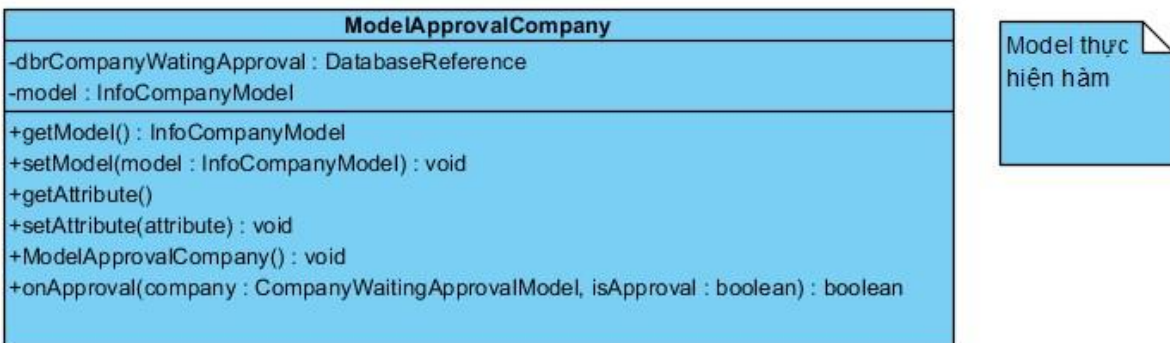 ModelApprovalCompany
-dbrCompanyWatingApproval : DatabaseReference
-model : InfoCompanyModel
+getModel() : InfoCompanyModel
+setModel(model : InfoCompanyModel) : void
+getAttribute()
+setAttribute(attribute) : void
+ModelApprovalCompany() : void
+onApproval(company : CompanyWaitingApprovalModel, isApproval : boolean) : boolean
Model thực
hiện hàm